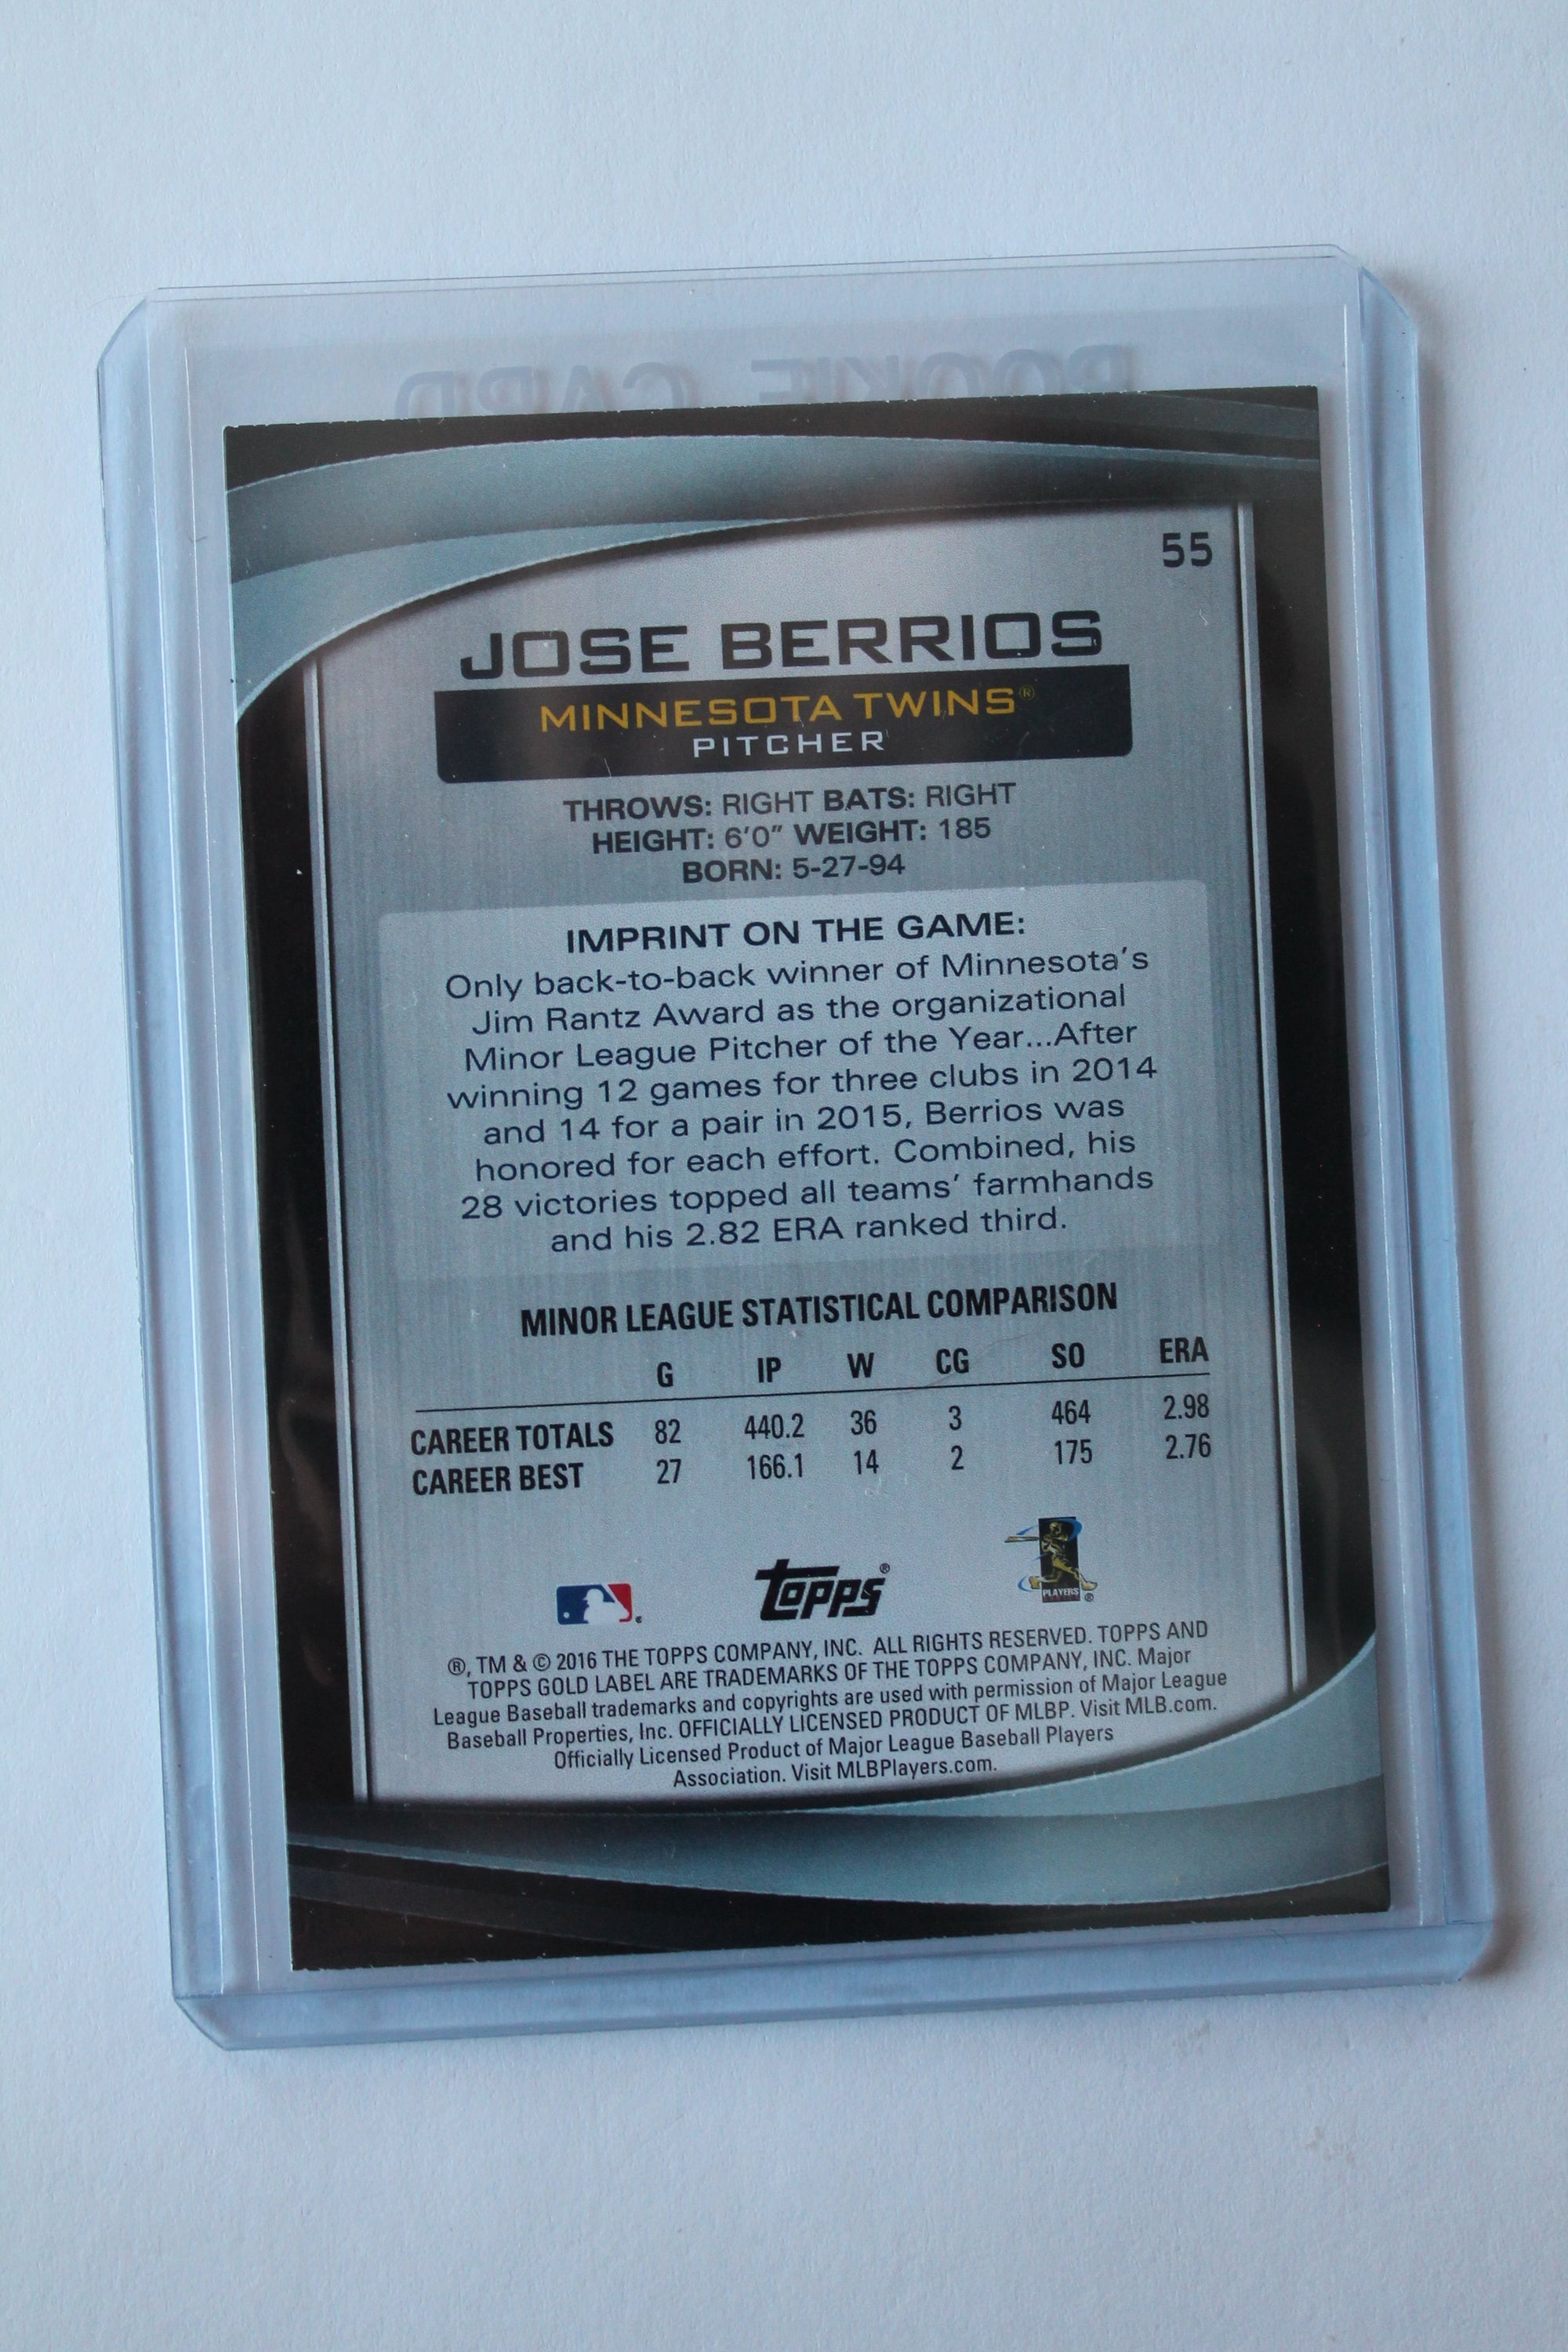 ROOKIE CARD
55
JOSE BERRIOS
MINNESOTA TWINS®
PITCHER
THROWS: RIGHT BATS: RIGHT
HEIGHT: 6'0" WEIGHT: 185
BORN: 5-27-94
IMPRINT ON THE GAME:
Only back-to-back winner of Minnesota's
Jim Rantz Award as the organizational
Minor League Pitcher of the Year...After
winning 12 games for three clubs in 2014
and 14 for a pair in 2015, Berrios was
honored for each effort. Combined, his
28 victories topped all teams' farmhands
and his 2.82 ERA ranked third.
MINOR LEAGUE STATISTICAL COMPARISON
G IP W CG SO ERA
CAREER TOTALS 82 440.2 36 3 464 2.98
CAREER BEST 27 166.1 14 2 175 2.76
topps®
PLAYERS ®
®, TM & © 2016 THE TOPPS COMPANY, INC. ALL RIGHTS RESERVED. TOPPS AND
TOPPS GOLD LABEL ARE TRADEMARKS OF THE TOPPS COMPANY, INC. Major
League Baseball trademarks and copyrights are used with permission of Major League
Baseball Properties, Inc. OFFICIALLY LICENSED PRODUCT OF MLBP. Visit MLB.com.
Officially Licensed Product of Major League Baseball Players
Association. Visit MLBPlayers.com.